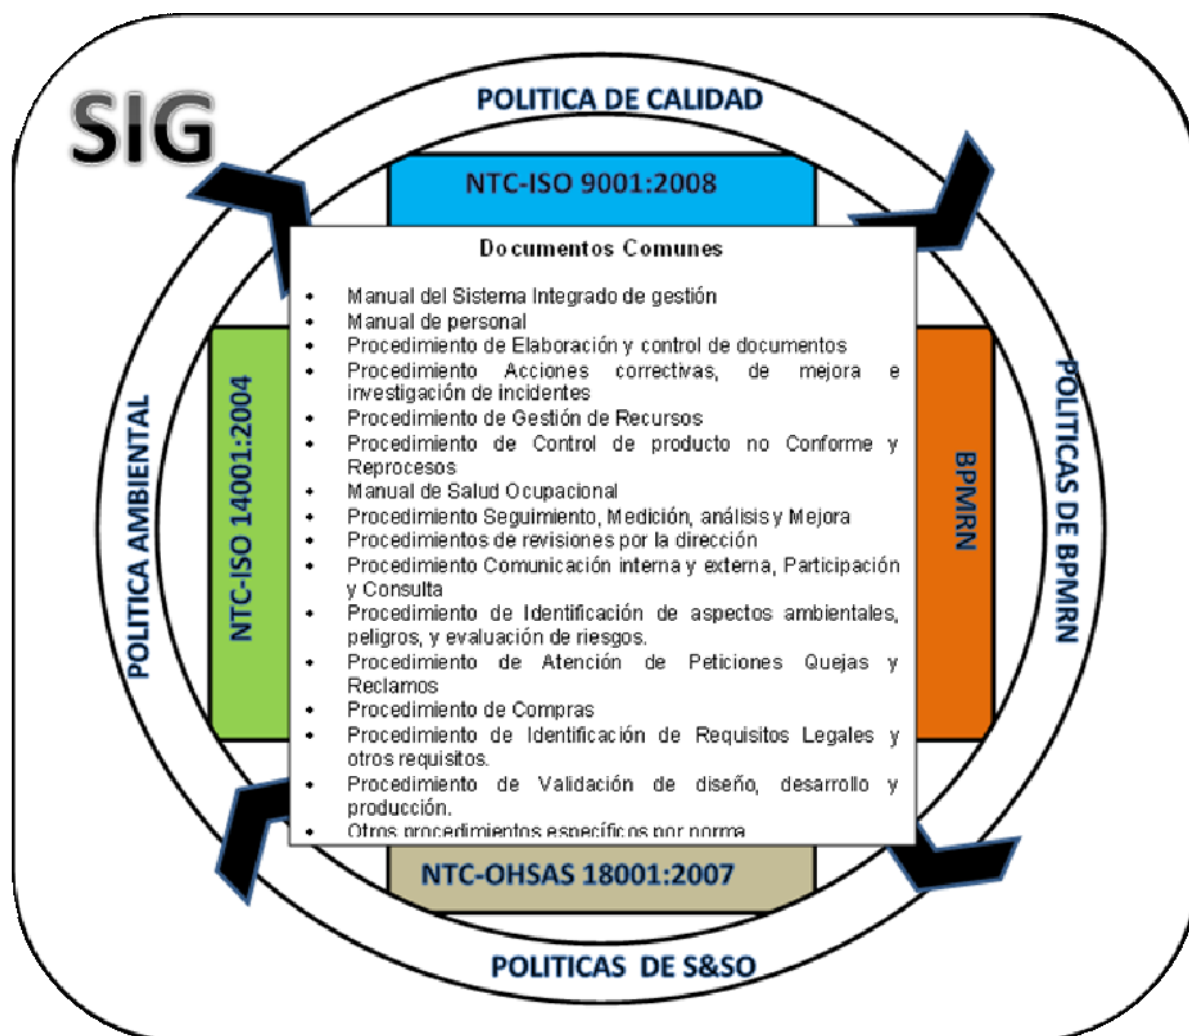 SIG
POLITICA DE CALIDAD
NTC-ISO 9001:2008
Documentos Comunes
• Manual del Sistema Integrado de gestión
• Manual de personal
• Procedimiento de Elaboración y control de documentos
• Procedimiento Acciones correctivas, de mejora e
investigación de incidentes
• Procedimiento de Gestión de Recursos
• Procedimiento de Control de producto no Conforme y
Reprocesos
• Manual de Salud Ocupacional
• Procedimiento Seguimiento, Medición, análisis y Mejora
• Procedimientos de revisiones por la dirección
• Procedimiento Comunicación interna y externa, Participación
y Consulta
• Procedimiento de Identificación de aspectos ambientales,
peligros, y evaluación de riesgos.
• Procedimiento de Atención de Peticiones Quejas y
Reclamos
• Procedimiento de Compras
• Procedimiento de Identificación de Requisitos Legales y
otros requisitos.
• Procedimiento de Validación de diseño, desarrollo y
producción.
• Otros procedimientos específicos por norma
POLITICA AMBIENTAL
NTC-ISO 14001:2004
BPMRN
POLITICAS DE BPMRN
NTC-OHSAS 18001:2007
POLITICAS DE S&SO